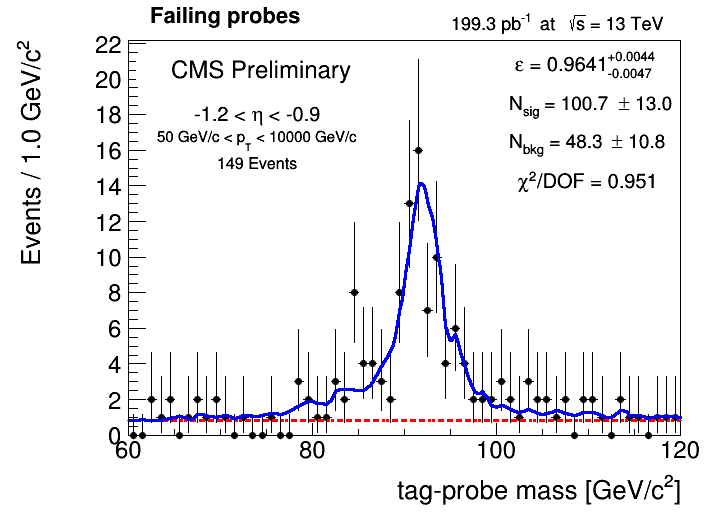 Failing probes
199.3 pb⁻¹ at √s = 13 TeV
CMS Preliminary
-1.2 < η < -0.9
50 GeV/c < p_T < 10000 GeV/c
149 Events
ε = 0.9641 +0.0044 -0.0047
N_sig = 100.7 ± 13.0
N_bkg = 48.3 ± 10.8
χ²/DOF = 0.951
Events / 1.0 GeV/c²
22
20
18
16
14
12
10
8
6
4
2
0
60 80 100 120
tag-probe mass [GeV/c²]